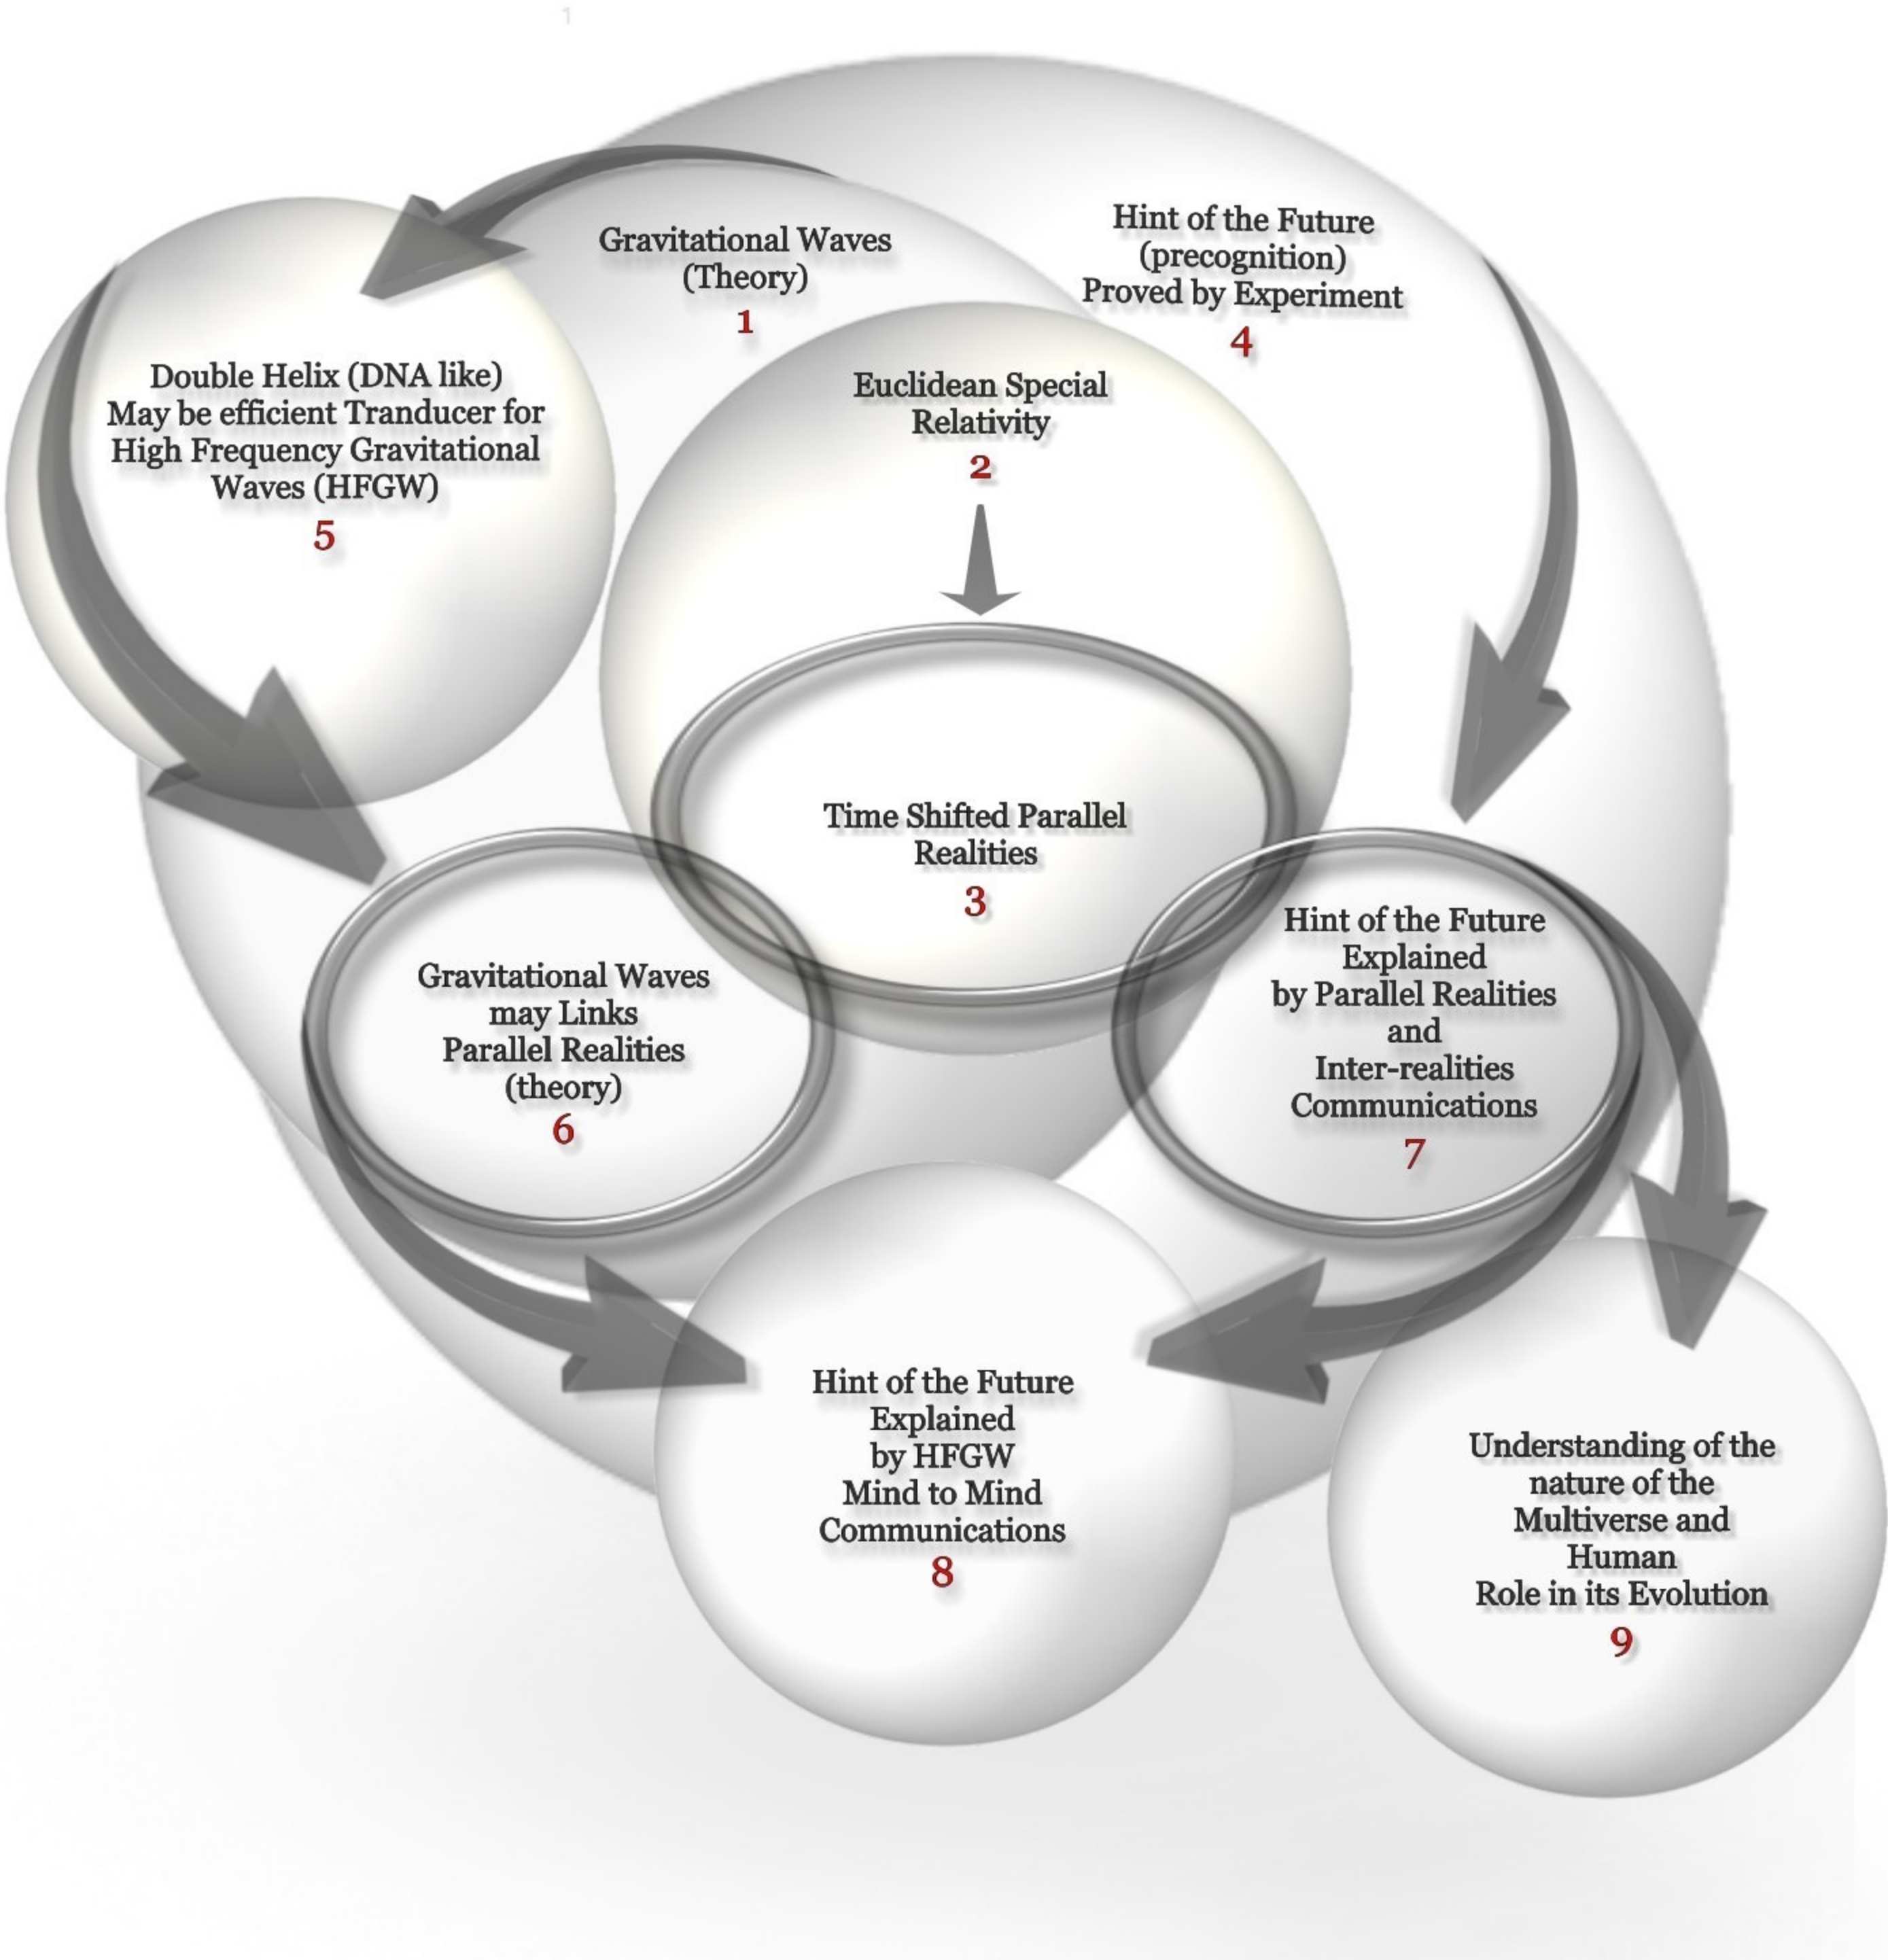 1
Gravitational Waves
(Theory)
1
Hint of the Future
(precognition)
Proved by Experiment
4
Double Helix (DNA like)
May be efficient Tranducer for
High Frequency Gravitational
Waves (HFGW)
5
Euclidean Special
Relativity
2
Time Shifted Parallel
Realities
3
Gravitational Waves
may Links
Parallel Realities
(theory)
6
Hint of the Future
Explained
by Parallel Realities
and
Inter-realities
Communications
7
Hint of the Future
Explained
by HFGW
Mind to Mind
Communications
8
Understanding of the
nature of the
Multiverse and
Human
Role in its Evolution
9